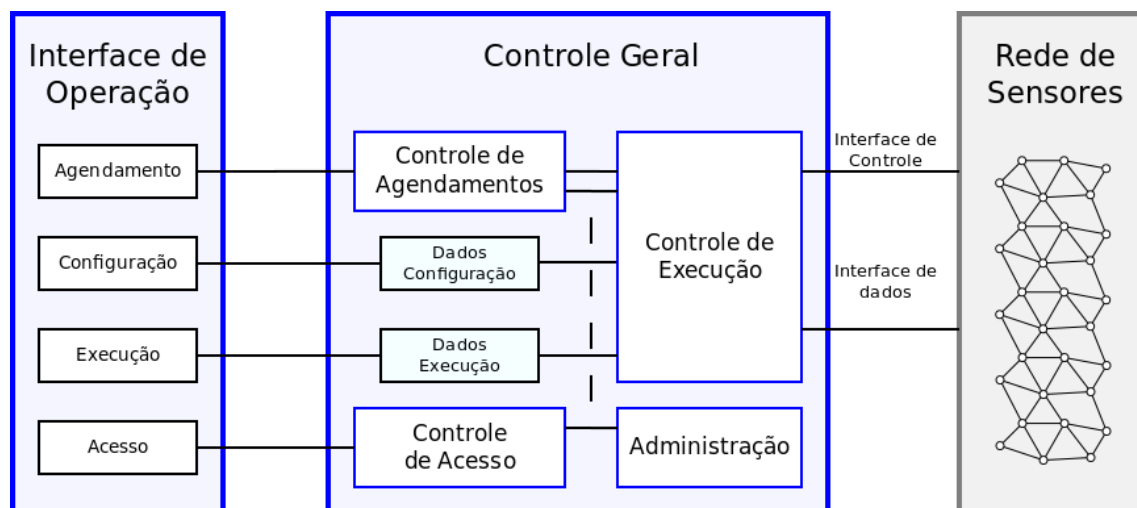 Interface de
Operação
Agendamento
Configuração
Execução
Acesso
Controle Geral
Controle de
Agendamentos
Dados
Configuração
Dados
Execução
Controle
de Acesso
Controle de
Execução
Administração
Interface de
Controle
Interface de
dados
Rede de
Sensores